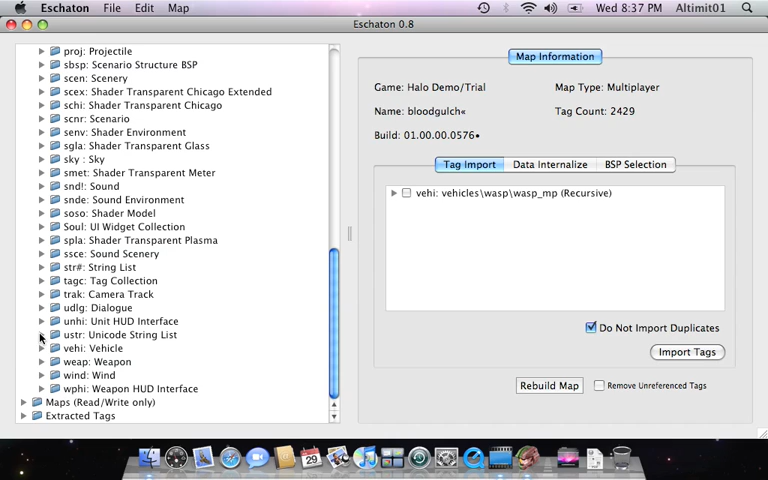 Eschaton File Edit Map Wed 8:37 PM Altimit01
Eschaton 0.8
proj: Projectile
sbsp: Scenario Structure BSP
scen: Scenery
scex: Shader Transparent Chicago Extended
schi: Shader Transparent Chicago
scnr: Scenario
senv: Shader Environment
sgla: Shader Transparent Glass
sky : Sky
smet: Shader Transparent Meter
snd!: Sound
snde: Sound Environment
soso: Shader Model
Soul: UI Widget Collection
spla: Shader Transparent Plasma
ssce: Sound Scenery
str#: String List
tagc: Tag Collection
trak: Camera Track
udlg: Dialogue
unhi: Unit HUD Interface
ustr: Unicode String List
vehi: Vehicle
weap: Weapon
wind: Wind
wphi: Weapon HUD Interface
Maps (Read/Write only)
Extracted Tags
Map Information
Game: Halo Demo/Trial Map Type: Multiplayer
Name: bloodgulch« Tag Count: 2429
Build: 01.00.00.0576•
Tag Import Data Internalize BSP Selection
vehi: vehicles\wasp\wasp_mp (Recursive)
Do Not Import Duplicates
Import Tags
Rebuild Map Remove Unreferenced Tags
29